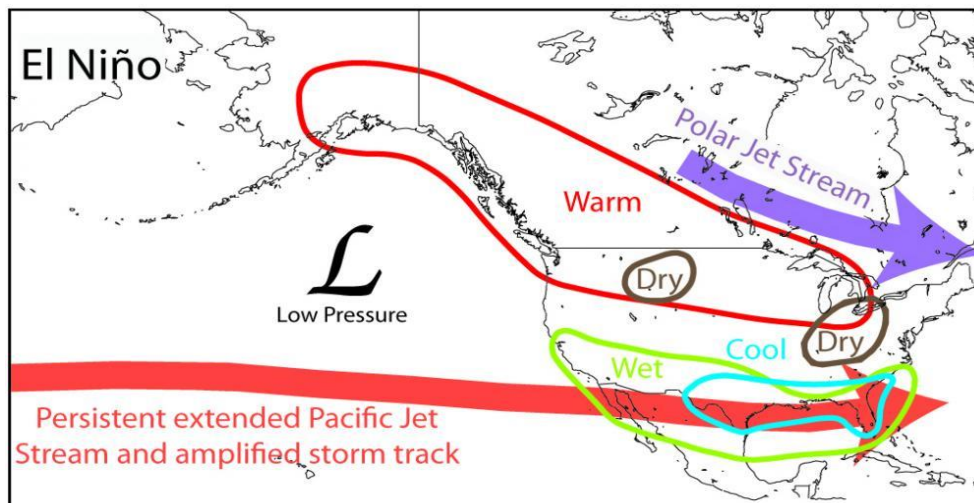 El Niño
Polar Jet Stream
Warm
L
Low Pressure
Dry
Dry
Cool
Wet
Persistent extended Pacific Jet
Stream and amplified storm track